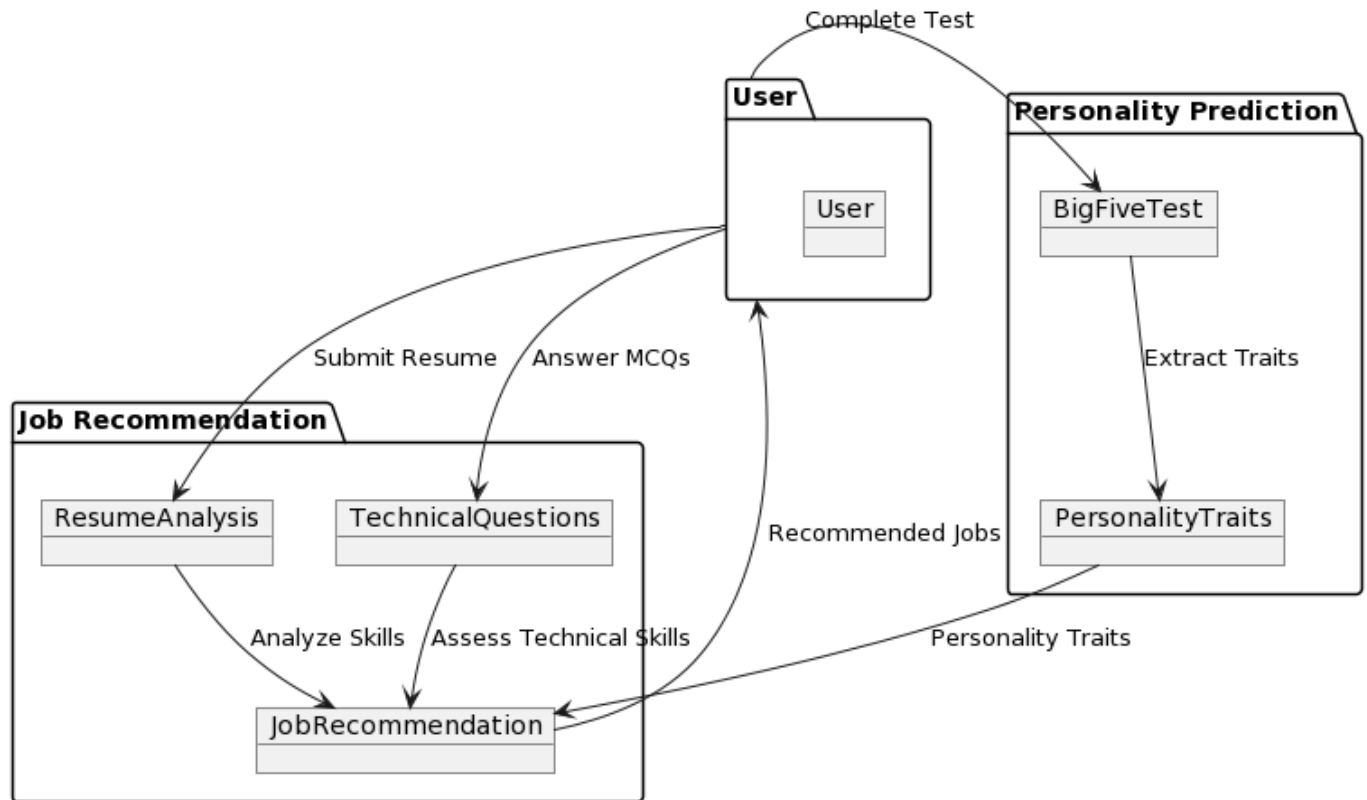 Complete Test
User
Personality Prediction
User
BigFiveTest
Submit Resume
Answer MCQs
Extract Traits
Job Recommendation
ResumeAnalysis
TechnicalQuestions
PersonalityTraits
Recommended Jobs
Analyze Skills
Assess Technical Skills
Personality Traits
JobRecommendation